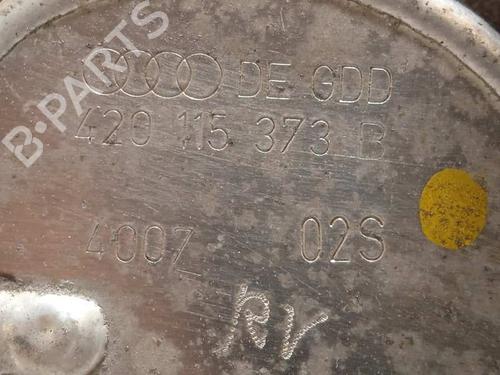 DE GDD
420 115 373 B
4007 02S
kv
B-PARTS